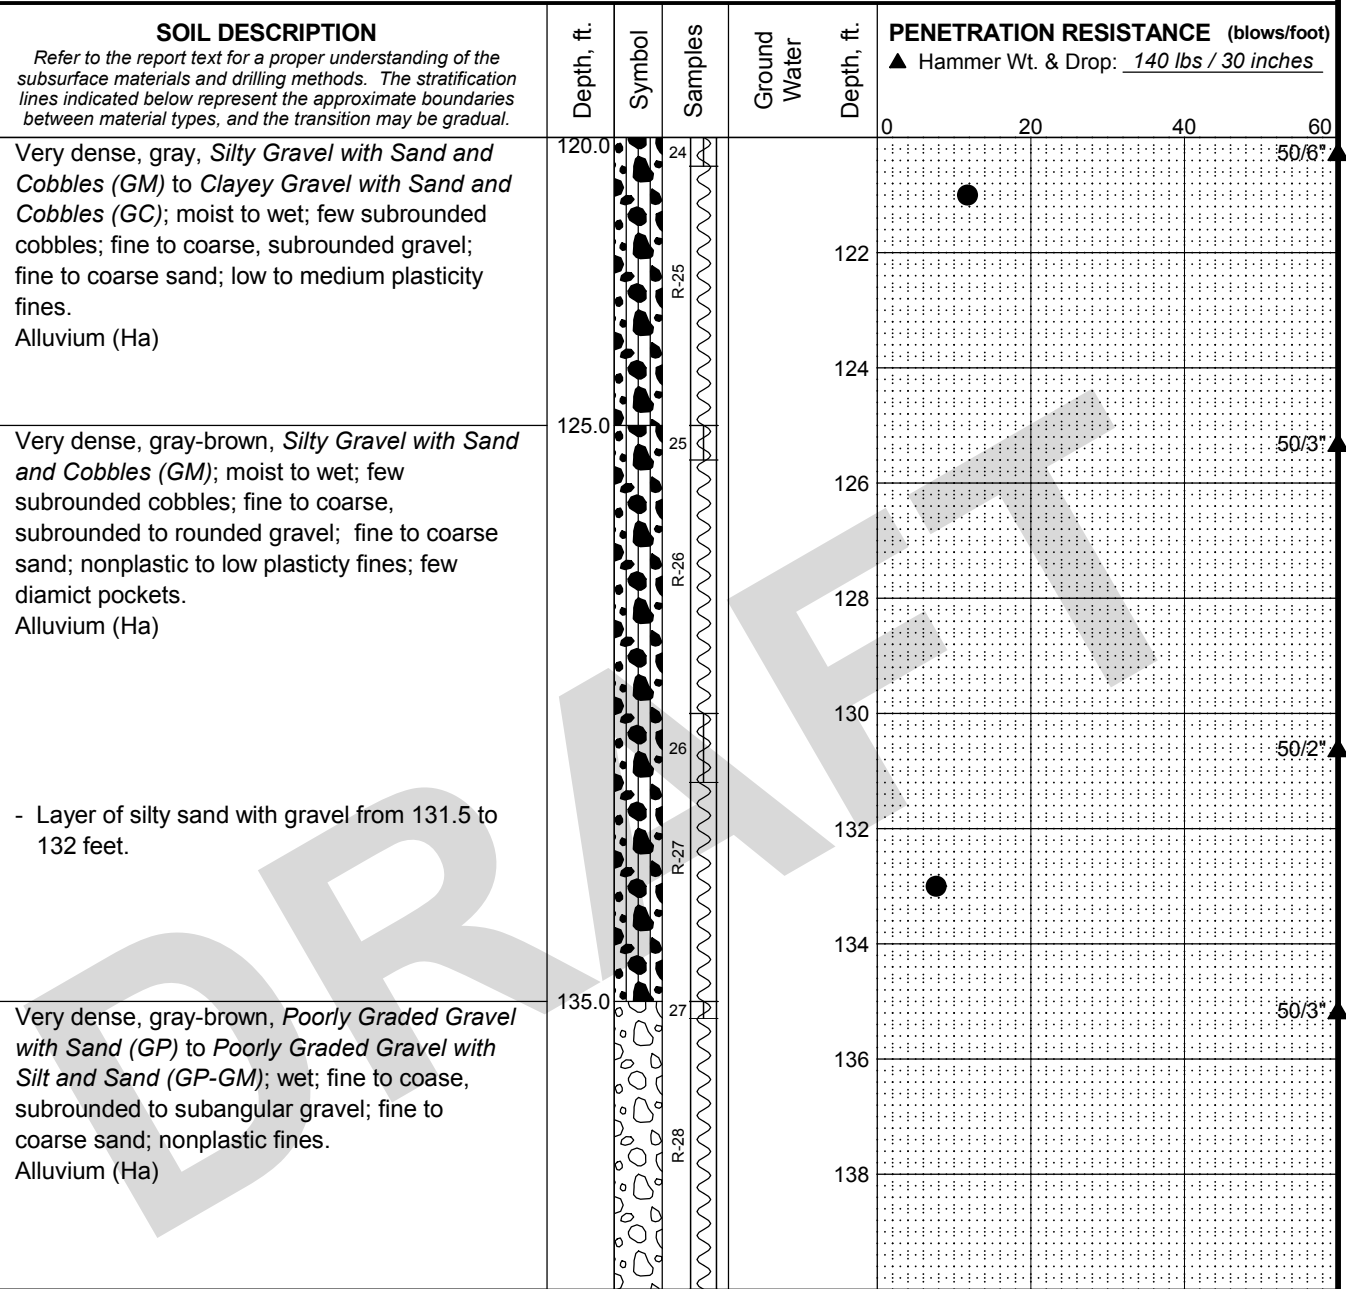 SOIL DESCRIPTION
Refer to the report text for a proper understanding of the
subsurface materials and drilling methods. The stratification
lines indicated below represent the approximate boundaries
between material types, and the transition may be gradual.
Depth, ft.
Symbol
Samples
Ground
Water
Depth, ft.
PENETRATION RESISTANCE (blows/foot)
▲ Hammer Wt. & Drop: 140 lbs / 30 inches
0 20 40 60
Very dense, gray, Silty Gravel with Sand and
Cobbles (GM) to Clayey Gravel with Sand and
Cobbles (GC); moist to wet; few subrounded
cobbles; fine to coarse, subrounded gravel;
fine to coarse sand; low to medium plasticity
fines.
Alluvium (Ha)
Very dense, gray-brown, Silty Gravel with Sand
and Cobbles (GM); moist to wet; few
subrounded cobbles; fine to coarse,
subrounded to rounded gravel; fine to coarse
sand; nonplastic to low plasticty fines; few
diamict pockets.
Alluvium (Ha)
- Layer of silty sand with gravel from 131.5 to
132 feet.
Very dense, gray-brown, Poorly Graded Gravel
with Sand (GP) to Poorly Graded Gravel with
Silt and Sand (GP-GM); wet; fine to coase,
subrounded to subangular gravel; fine to
coarse sand; nonplastic fines.
Alluvium (Ha)
120.0
125.0
135.0
24
R-25
25
R-26
26
R-27
27
R-28
122
124
126
128
130
132
134
136
138
50/6"
50/3"
50/2"
50/3"
DRAFT